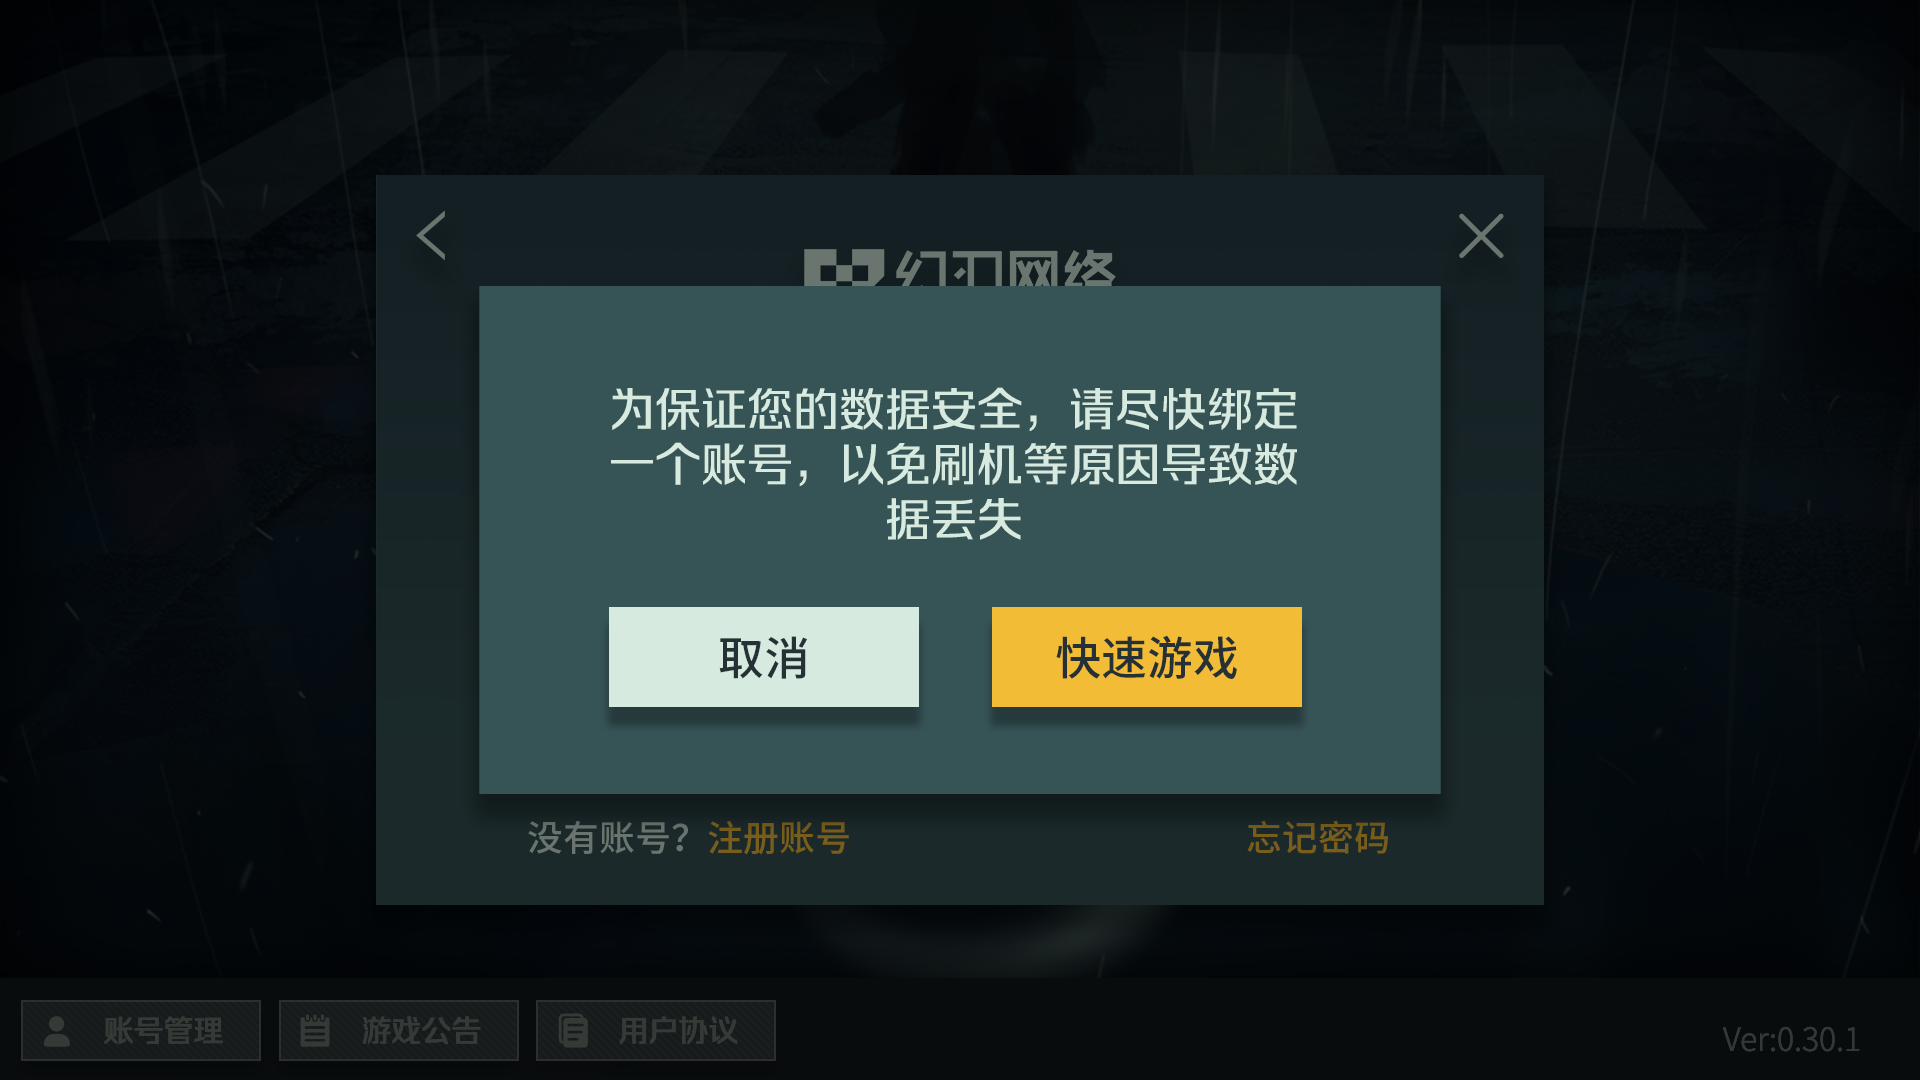 幻刃网络
为保证您的数据安全，请尽快绑定
一个账号，以免刷机等原因导致数
据丢失
取消
快速游戏
没有账号？注册账号
忘记密码
账号管理
游戏公告
用户协议
Ver:0.30.1